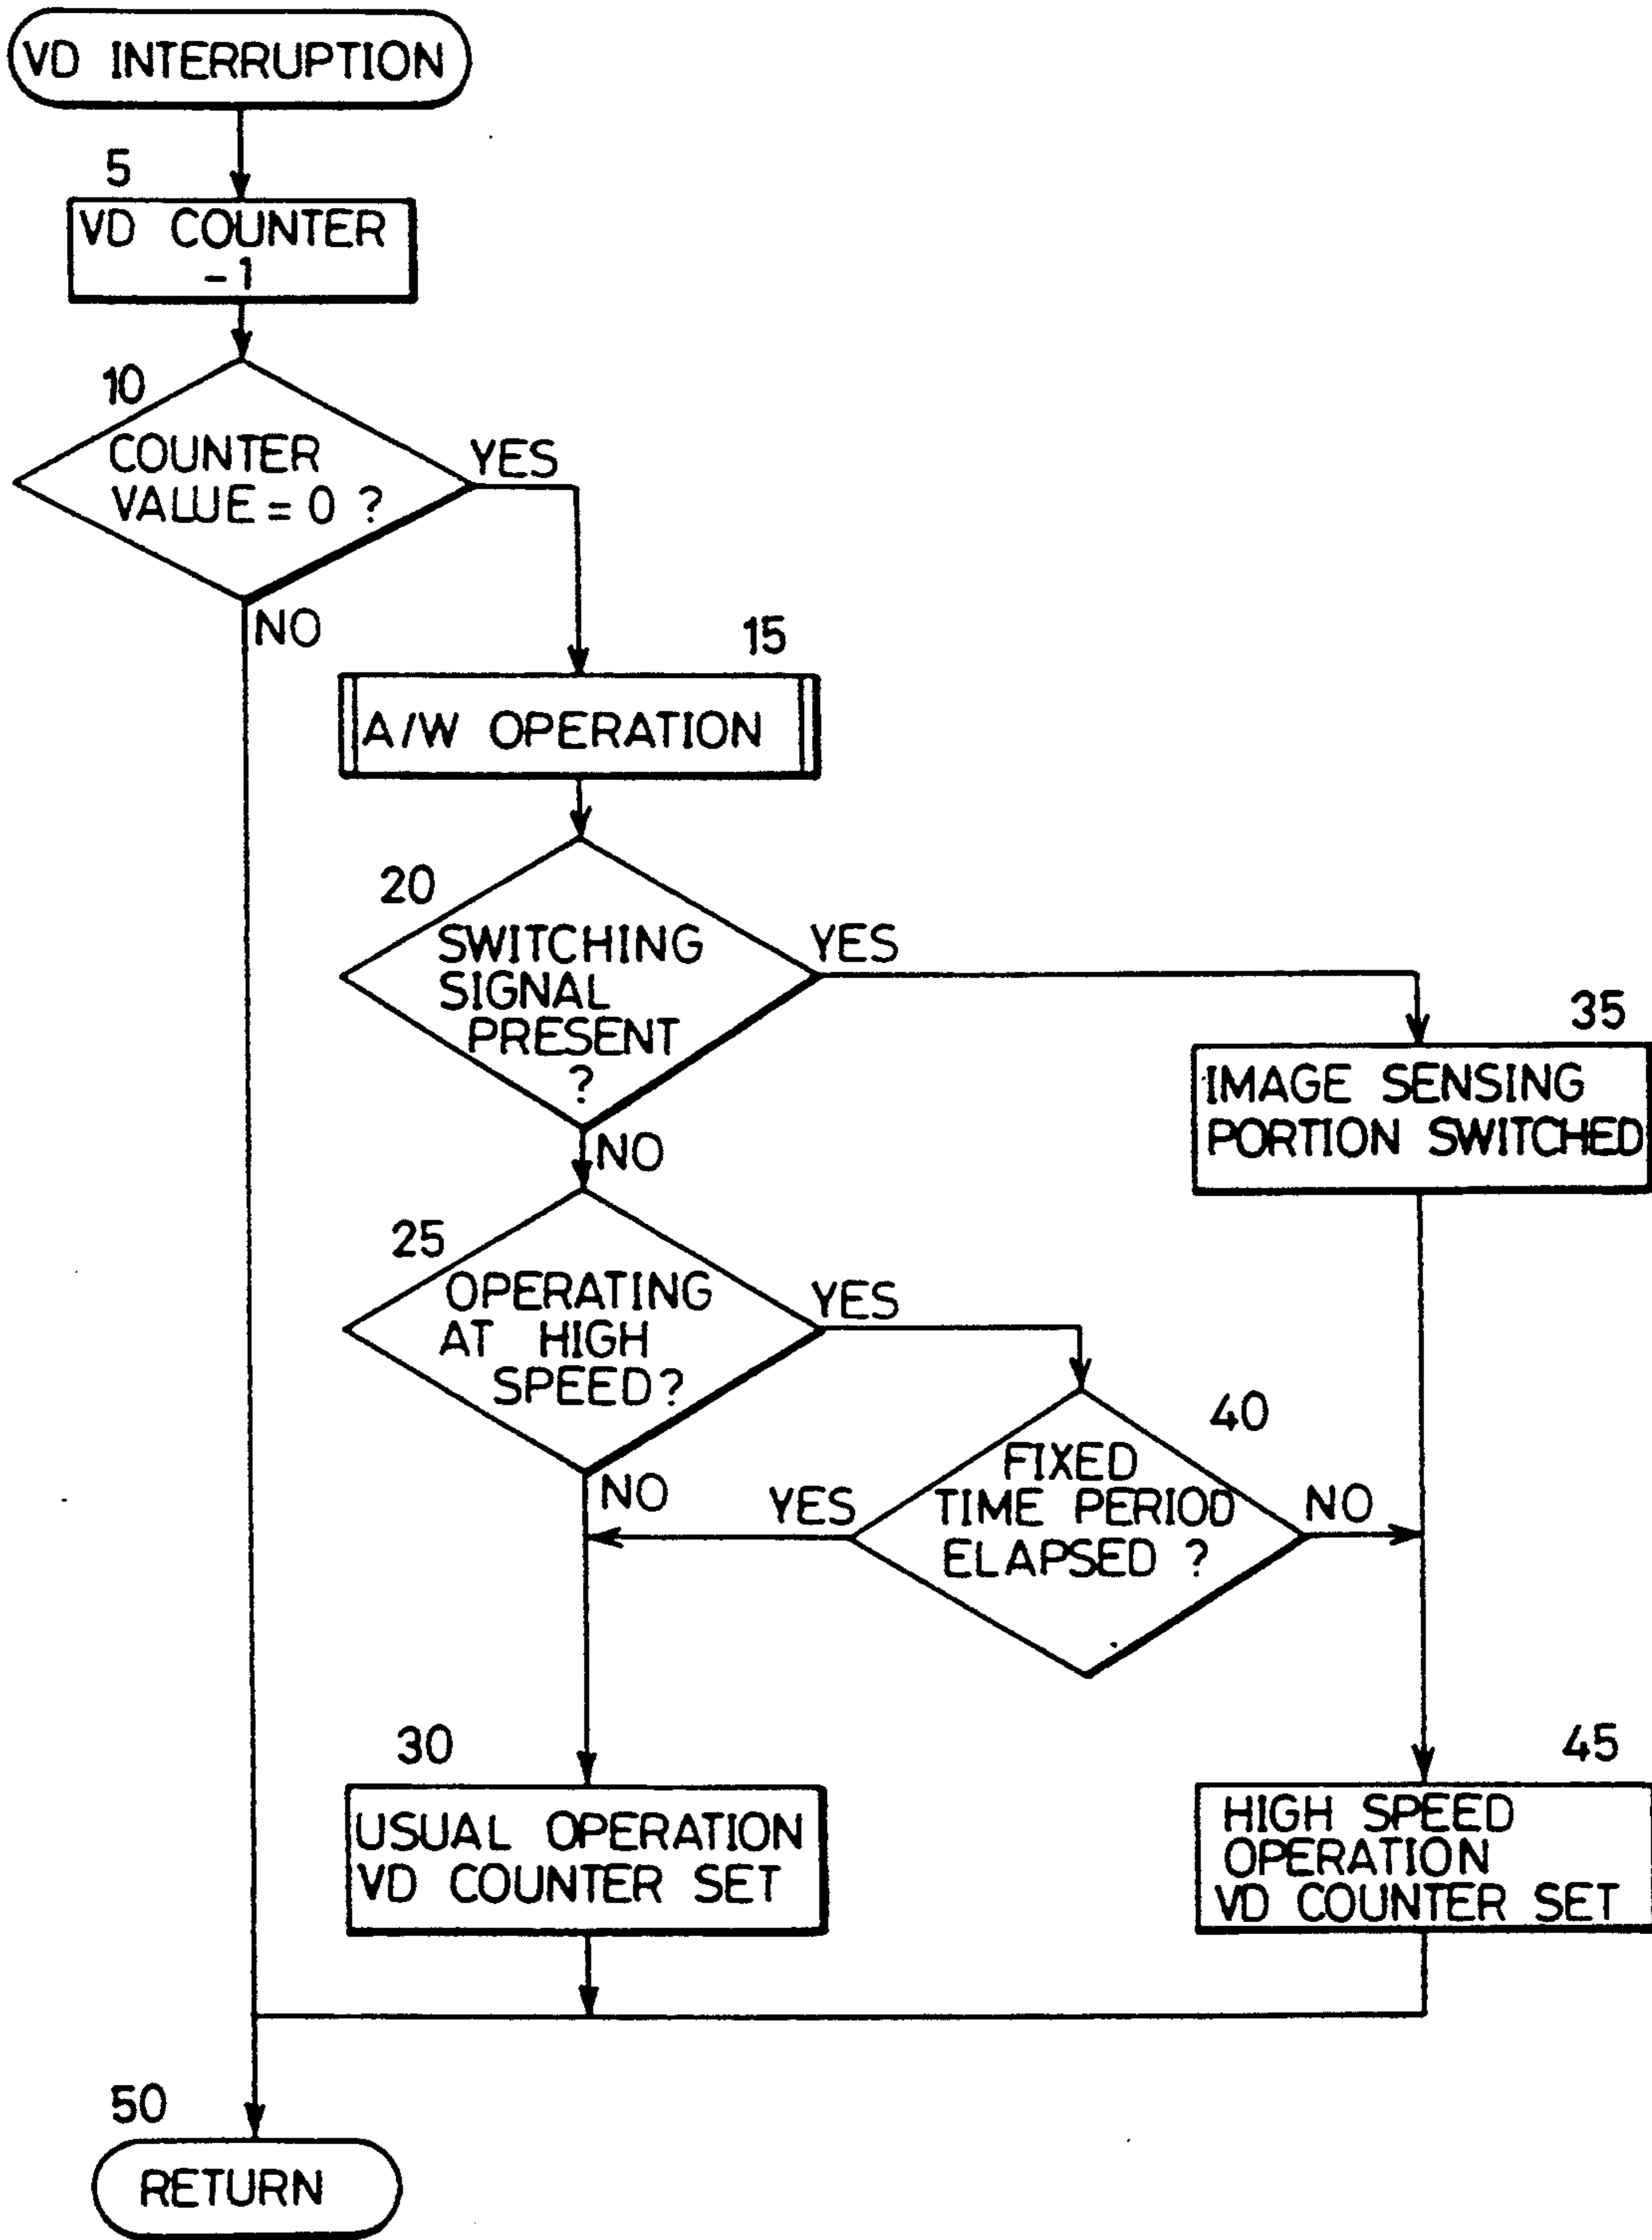 VD INTERRUPTION
5
VD COUNTER
-1
10
COUNTER
VALUE = 0 ?
YES
NO
15
A/W OPERATION
20
SWITCHING
SIGNAL
PRESENT
?
YES
NO
35
IMAGE SENSING
PORTION SWITCHED
25
OPERATING
AT HIGH
SPEED?
YES
NO
40
FIXED
TIME PERIOD
ELAPSED ?
YES
NO
30
USUAL OPERATION
VD COUNTER SET
45
HIGH SPEED
OPERATION
VD COUNTER SET
50
RETURN